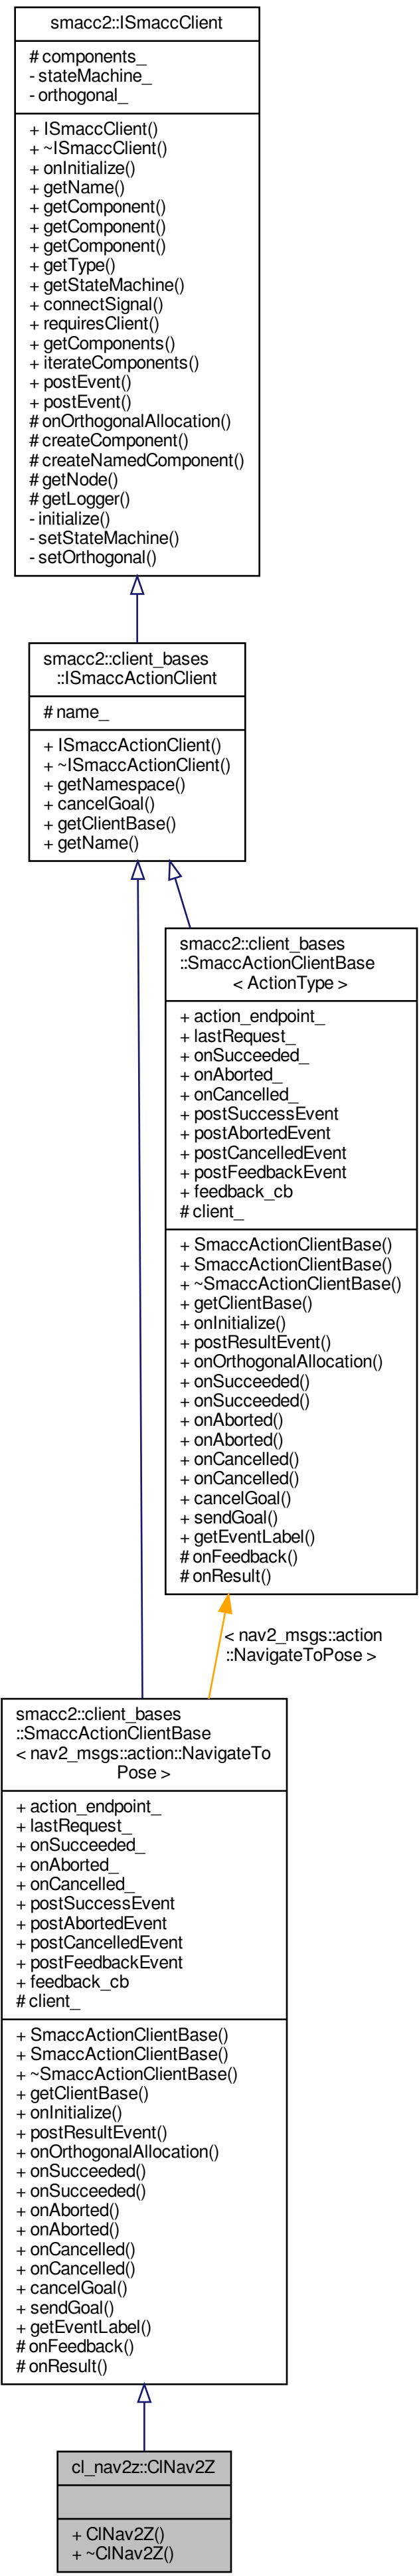 smacc2::ISmaccClient
# components_
- stateMachine_
- orthogonal_
+ ISmaccClient()
+ ~ISmaccClient()
+ onInitialize()
+ getName()
+ getComponent()
+ getComponent()
+ getComponent()
+ getType()
+ getStateMachine()
+ connectSignal()
+ requiresClient()
+ getComponents()
+ iterateComponents()
+ postEvent()
+ postEvent()
# onOrthogonalAllocation()
# createComponent()
# createNamedComponent()
# getNode()
# getLogger()
- initialize()
- setStateMachine()
- setOrthogonal()
smacc2::client_bases
::ISmaccActionClient
# name_
+ ISmaccActionClient()
+ ~ISmaccActionClient()
+ getNamespace()
+ cancelGoal()
+ getClientBase()
+ getName()
smacc2::client_bases
::SmaccActionClientBase
< ActionType >
+ action_endpoint_
+ lastRequest_
+ onSucceeded_
+ onAborted_
+ onCancelled_
+ postSuccessEvent
+ postAbortedEvent
+ postCancelledEvent
+ postFeedbackEvent
+ feedback_cb
# client_
+ SmaccActionClientBase()
+ SmaccActionClientBase()
+ ~SmaccActionClientBase()
+ getClientBase()
+ onInitialize()
+ postResultEvent()
+ onOrthogonalAllocation()
+ onSucceeded()
+ onSucceeded()
+ onAborted()
+ onAborted()
+ onCancelled()
+ onCancelled()
+ cancelGoal()
+ sendGoal()
+ getEventLabel()
# onFeedback()
# onResult()
< nav2_msgs::action
::NavigateToPose >
smacc2::client_bases
::SmaccActionClientBase
< nav2_msgs::action::NavigateTo
Pose >
+ action_endpoint_
+ lastRequest_
+ onSucceeded_
+ onAborted_
+ onCancelled_
+ postSuccessEvent
+ postAbortedEvent
+ postCancelledEvent
+ postFeedbackEvent
+ feedback_cb
# client_
+ SmaccActionClientBase()
+ SmaccActionClientBase()
+ ~SmaccActionClientBase()
+ getClientBase()
+ onInitialize()
+ postResultEvent()
+ onOrthogonalAllocation()
+ onSucceeded()
+ onSucceeded()
+ onAborted()
+ onAborted()
+ onCancelled()
+ onCancelled()
+ cancelGoal()
+ sendGoal()
+ getEventLabel()
# onFeedback()
# onResult()
cl_nav2z::ClNav2Z
+ ClNav2Z()
+ ~ClNav2Z()